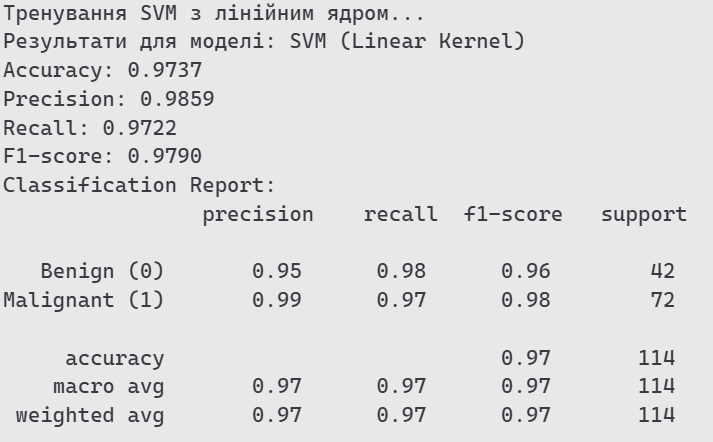 Тренування SVM з лінійним ядром...
Результати для моделі: SVM (Linear Kernel)
Accuracy: 0.9737
Precision: 0.9859
Recall: 0.9722
F1-score: 0.9790
Classification Report:
precision recall f1-score support
Benign (0) 0.95 0.98 0.96 42
Malignant (1) 0.99 0.97 0.98 72
accuracy 0.97 114
macro avg 0.97 0.97 0.97 114
weighted avg 0.97 0.97 0.97 114